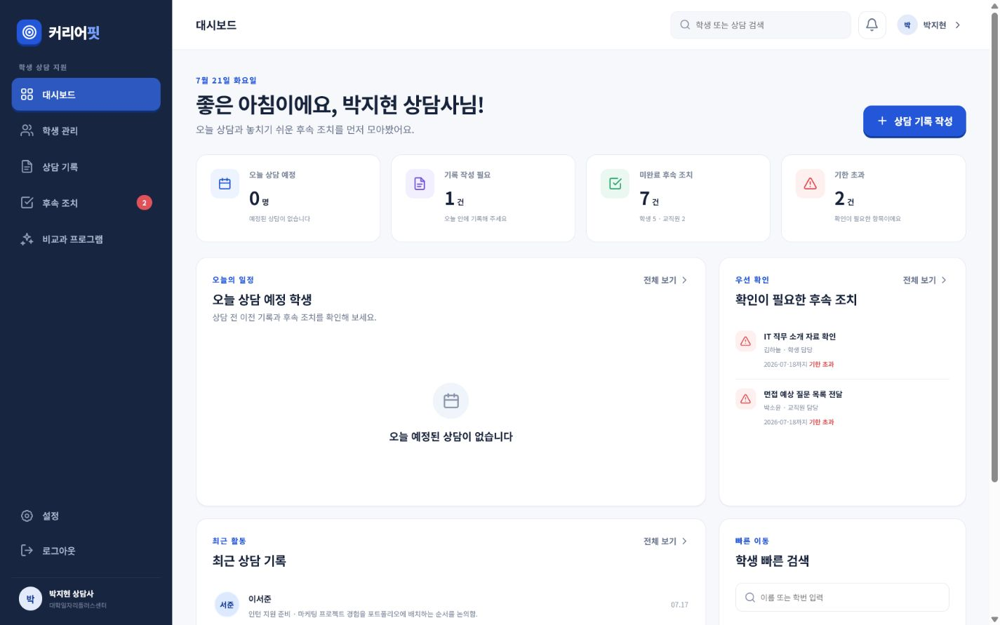 커리어핏
학생 상담 지원
대시보드
학생 관리
상담 기록
후속 조치 2
비교과 프로그램
설정
로그아웃
박 박지현 상담사
대학일자리플러스센터
대시보드
학생 또는 상담 검색
박 박지현
7월 21일 화요일
좋은 아침이에요, 박지현 상담사님!
오늘 상담과 놓치기 쉬운 후속 조치를 먼저 모아봤어요.
상담 기록 작성
오늘 상담 예정
0 명
예정된 상담이 없습니다
기록 작성 필요
1 건
오늘 안에 기록해 주세요
미완료 후속 조치
7 건
학생 5 · 교직원 2
기한 초과
2 건
확인이 필요한 항목이에요
오늘의 일정
전체 보기
오늘 상담 예정 학생
상담 전 이전 기록과 후속 조치를 확인해 보세요.
오늘 예정된 상담이 없습니다
우선 확인
전체 보기
확인이 필요한 후속 조치
IT 직무 소개 자료 확인
김하늘 · 학생 담당
2026-07-18까지 기한 초과
면접 예상 질문 목록 전달
박소윤 · 교직원 담당
2026-07-18까지 기한 초과
최근 활동
전체 보기
최근 상담 기록
서준 이서준
07.17
인턴 지원 준비 · 마케팅 프로젝트 경험을 포트폴리오에 배치하는 순서를 논의함.
빠른 이동
학생 빠른 검색
이름 또는 학번 입력